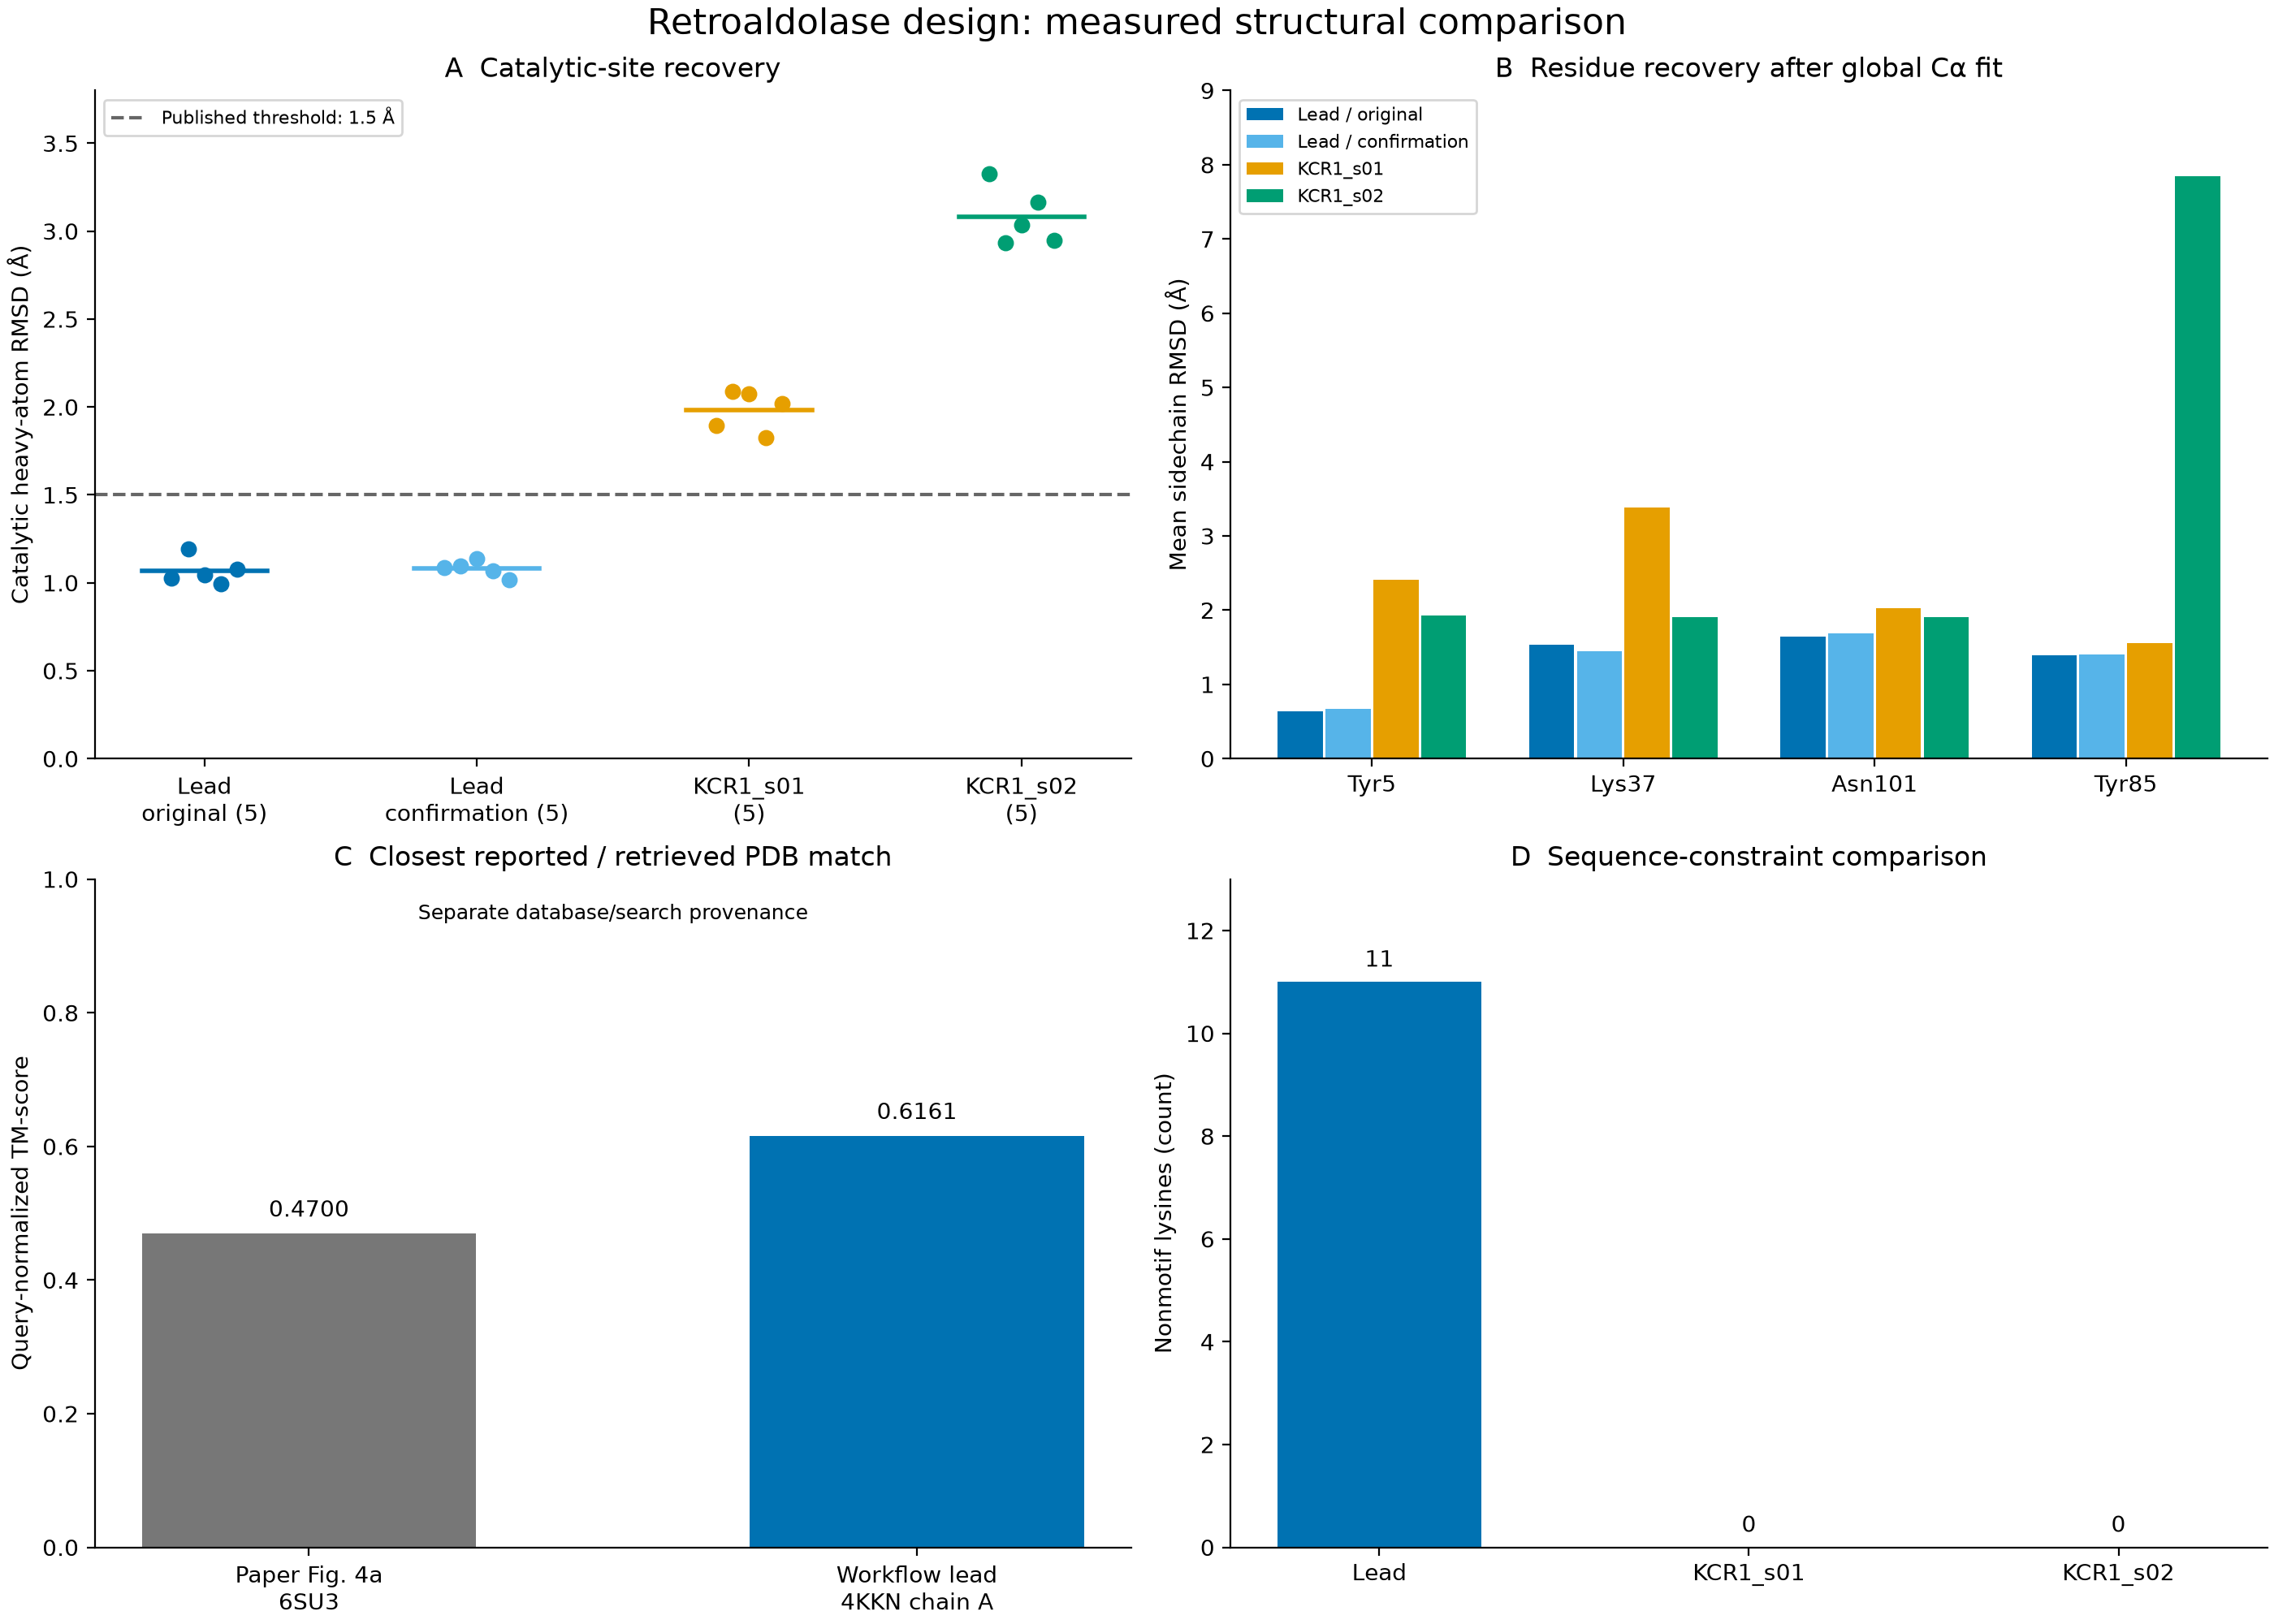 Retroaldolase design: measured structural comparison
A Catalytic-site recovery
Published threshold: 1.5 Å
Catalytic heavy-atom RMSD (Å)
3.5
3.0
2.5
2.0
1.5
1.0
0.5
0.0
Lead
original (5)
Lead
confirmation (5)
KCR1_s01
(5)
KCR1_s02
(5)
B Residue recovery after global Cα fit
Lead / original
Lead / confirmation
KCR1_s01
KCR1_s02
Mean sidechain RMSD (Å)
9
8
7
6
5
4
3
2
1
0
Tyr5
Lys37
Asn101
Tyr85
C Closest reported / retrieved PDB match
Separate database/search provenance
Query-normalized TM-score
1.0
0.8
0.6
0.4
0.2
0.0
0.4700
0.6161
Paper Fig. 4a
6SU3
Workflow lead
4KKN chain A
D Sequence-constraint comparison
Nonmotif lysines (count)
12
10
8
6
4
2
0
11
0
0
Lead
KCR1_s01
KCR1_s02